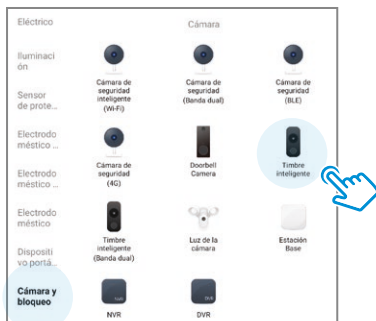 Eléctrico
Iluminaci
ón
Sensor
de prote...
Electrodo
méstico ...
Electrodo
méstico ...
Electrodo
méstico
Dispositi
vo portá...
Cámara y
bloqueo
Cámara
Cámara de
seguridad
inteligente
(Wi-Fi)
Cámara de
seguridad
(Banda dual)
Cámara de
seguridad
(BLE)
Cámara de
seguridad
(4G)
Doorbell
Camera
Timbre
inteligente
Timbre
inteligente
(Banda dual)
Luz de la
cámara
Estación
Base
NVR
NVR
DVR